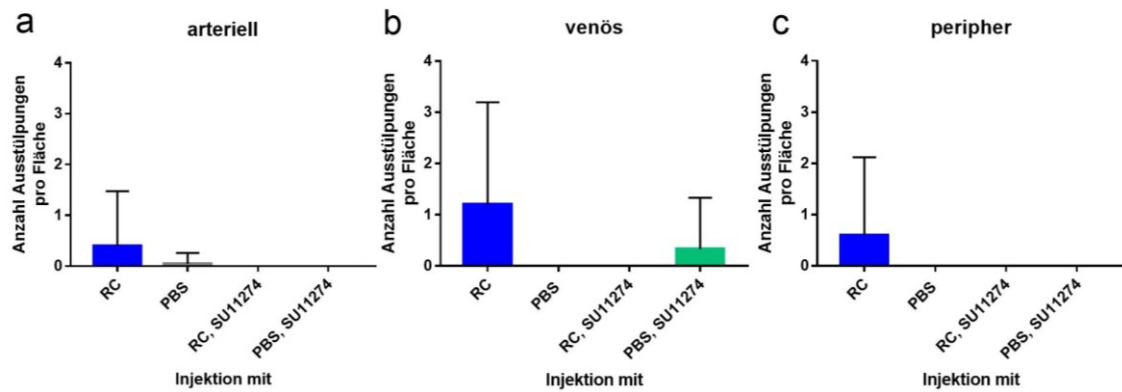 a
arteriell
Anzahl Ausstülpungen
pro Fläche
4
3
2
1
0
RC
PBS
RC, SU11274
PBS, SU11274
Injektion mit
b
venös
Anzahl Ausstülpungen
pro Fläche
4
3
2
1
0
RC
PBS
RC, SU11274
PBS, SU11274
Injektion mit
c
peripher
Anzahl Ausstülpungen
pro Fläche
4
3
2
1
0
RC
PBS
RC, SU11274
PBS, SU11274
Injektion mit